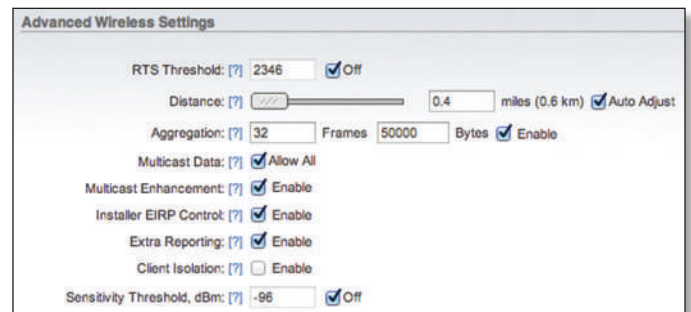 Advanced Wireless Settings
RTS Threshold: [?] 2346 Off
Distance: [?] 0.4 miles (0.6 km) Auto Adjust
Aggregation: [?] 32 Frames 50000 Bytes Enable
Multicast Data: [?] Allow All
Multicast Enhancement: [?] Enable
Installer EIRP Control: [?] Enable
Extra Reporting: [?] Enable
Client Isolation: [?] Enable
Sensitivity Threshold, dBm: [?] -96 Off